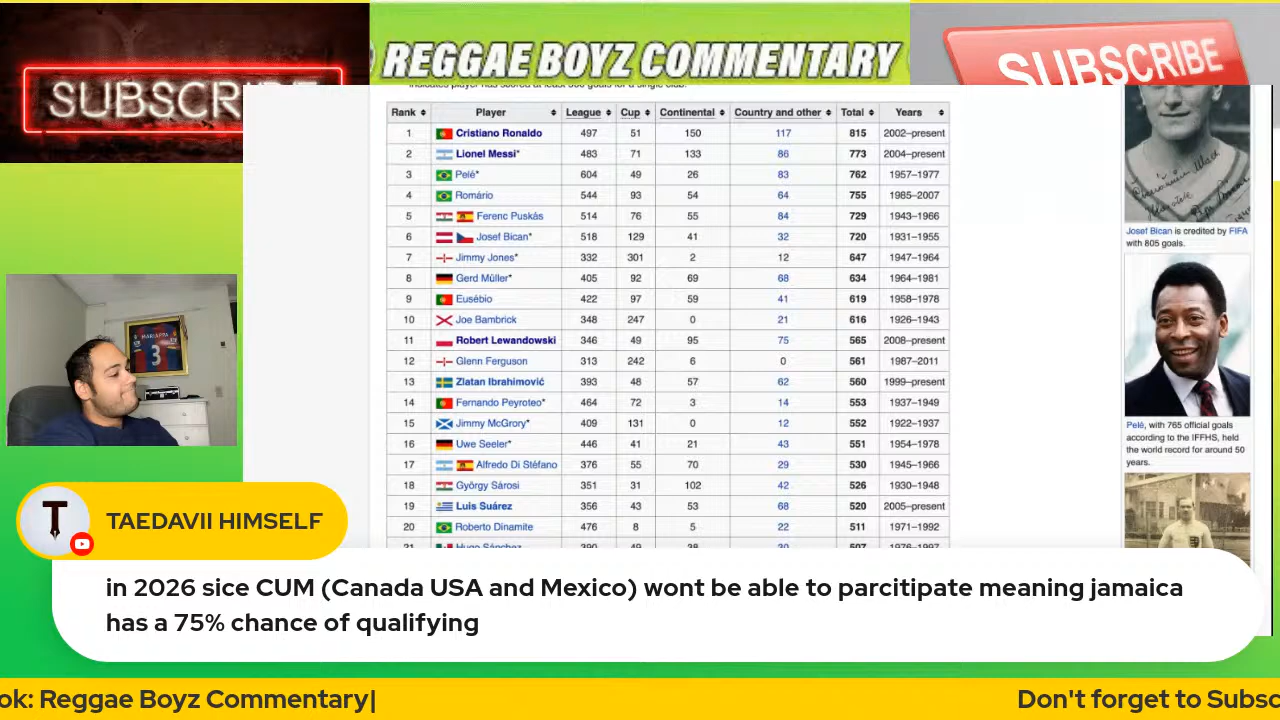 REGGAE BOYZ COMMENTARY
SUBSCR
SUBSCRIBE
Rank Player League Cup Continental Country and other Total Years
1 Cristiano Ronaldo 497 51 150 117 815 2002–present
2 Lionel Messi* 483 71 133 86 773 2004–present
3 Pelé* 604 49 26 83 762 1957–1977
4 Romário 544 93 54 64 755 1985–2007
5 Ferenc Puskás 514 76 55 84 729 1943–1966
6 Josef Bican* 518 129 41 32 720 1931–1955
7 Jimmy Jones* 332 301 2 12 647 1947–1964
8 Gerd Müller* 405 92 69 68 634 1964–1981
9 Eusébio 422 97 59 41 619 1958–1978
10 Joe Bambrick 348 247 0 21 616 1926–1943
11 Robert Lewandowski 346 49 95 75 565 2008–present
12 Glenn Ferguson 313 242 6 0 561 1987–2011
13 Zlatan Ibrahimović 393 48 57 62 560 1999–present
14 Fernando Peyroteo* 464 72 3 14 553 1937–1949
15 Jimmy McGrory* 409 131 0 12 552 1922–1937
16 Uwe Seeler* 446 41 21 43 551 1954–1978
17 Alfredo Di Stéfano 376 55 70 29 530 1945–1966
18 György Sárosi 351 31 102 42 526 1930–1948
19 Luis Suárez 356 43 53 68 520 2005–present
20 Roberto Dinamite 476 8 5 22 511 1971–1992
Josef Bican is credited by FIFA
with 805 goals.
Pelé, with 765 official goals
according to the IFFHS, held
the world record for around 50
years.
MARIAPPA
3
T
TAEDAVII HIMSELF
in 2026 sice CUM (Canada USA and Mexico) wont be able to parcitipate meaning jamaica
has a 75% chance of qualifying
ok: Reggae Boyz Commentary|
Don't forget to Subsc